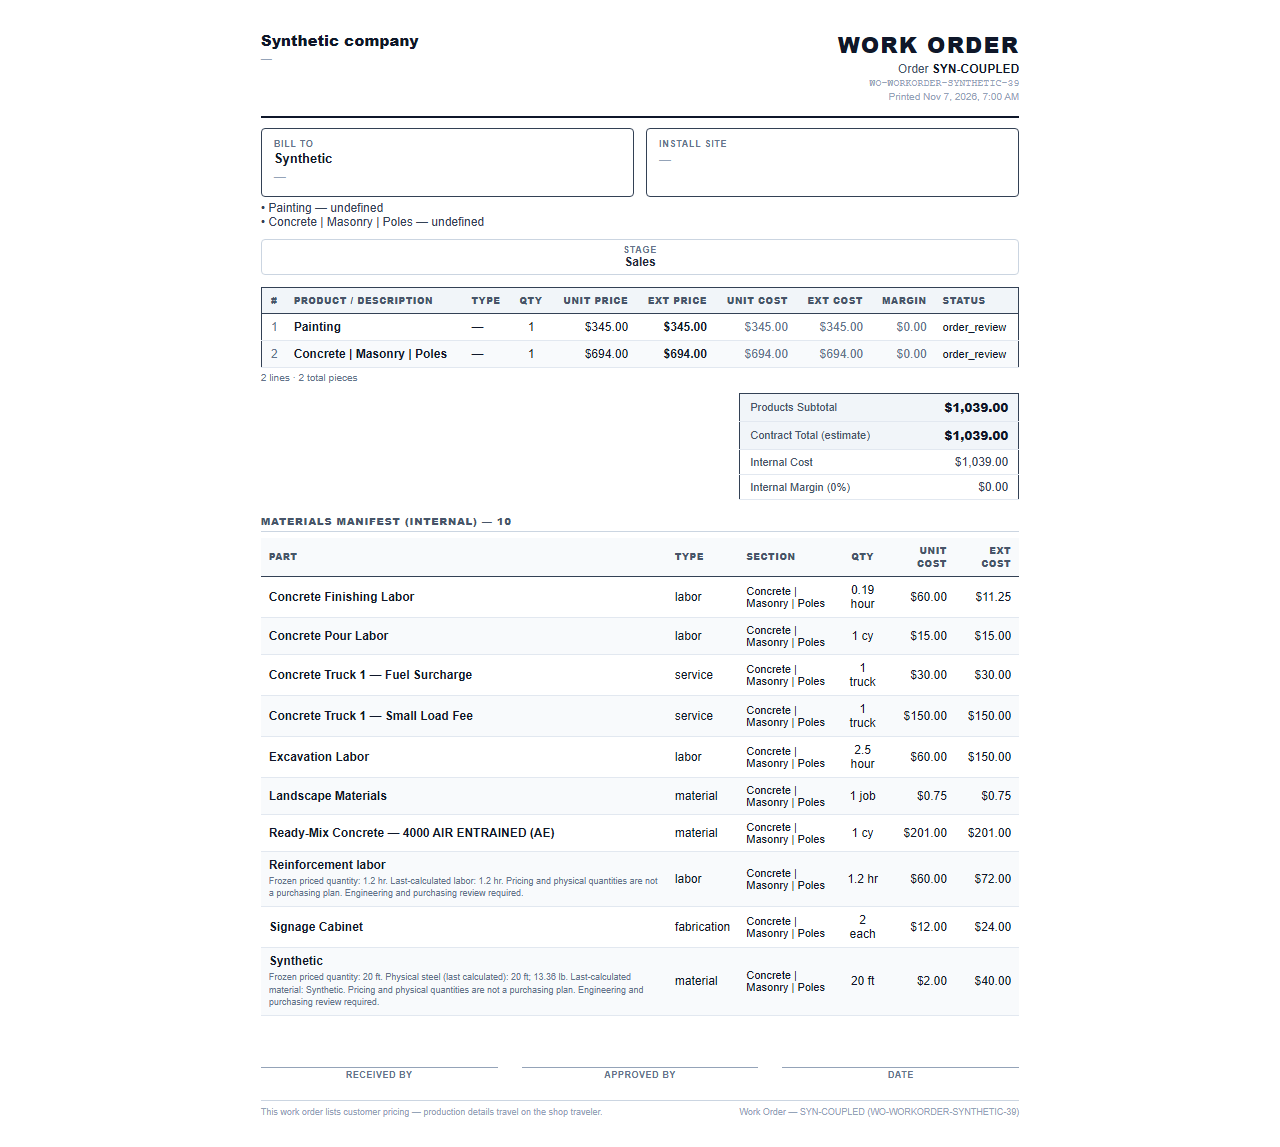 Synthetic company
—
WORK ORDER
Order SYN-COUPLED
WO-WORKORDER-SYNTHETIC-39
Printed Nov 7, 2026, 7:00 AM
BILL TO
Synthetic
—
INSTALL SITE
—
• Painting — undefined
• Concrete | Masonry | Poles — undefined
STAGE
Sales
# PRODUCT / DESCRIPTION TYPE QTY UNIT PRICE EXT PRICE UNIT COST EXT COST MARGIN STATUS
1 Painting — 1 $345.00 $345.00 $345.00 $345.00 $0.00 order_review
2 Concrete | Masonry | Poles — 1 $694.00 $694.00 $694.00 $694.00 $0.00 order_review
2 lines · 2 total pieces
Products Subtotal $1,039.00
Contract Total (estimate) $1,039.00
Internal Cost $1,039.00
Internal Margin (0%) $0.00
MATERIALS MANIFEST (INTERNAL) — 10
PART TYPE SECTION QTY UNIT COST EXT COST
Concrete Finishing Labor labor Concrete | Masonry | Poles 0.19 hour $60.00 $11.25
Concrete Pour Labor labor Concrete | Masonry | Poles 1 cy $15.00 $15.00
Concrete Truck 1 — Fuel Surcharge service Concrete | Masonry | Poles 1 truck $30.00 $30.00
Concrete Truck 1 — Small Load Fee service Concrete | Masonry | Poles 1 truck $150.00 $150.00
Excavation Labor labor Concrete | Masonry | Poles 2.5 hour $60.00 $150.00
Landscape Materials material Concrete | Masonry | Poles 1 job $0.75 $0.75
Ready-Mix Concrete — 4000 AIR ENTRAINED (AE) material Concrete | Masonry | Poles 1 cy $201.00 $201.00
Reinforcement labor labor Concrete | Masonry | Poles 1.2 hr $60.00 $72.00
Frozen priced quantity: 1.2 hr. Last-calculated labor: 1.2 hr. Pricing and physical quantities are not
a purchasing plan. Engineering and purchasing review required.
Signage Cabinet fabrication Concrete | Masonry | Poles 2 each $12.00 $24.00
Synthetic material Concrete | Masonry | Poles 20 ft $2.00 $40.00
Frozen priced quantity: 20 ft. Physical steel (last calculated): 20 ft; 13.36 lb. Last-calculated
material: Synthetic. Pricing and physical quantities are not a purchasing plan. Engineering and
purchasing review required.
RECEIVED BY APPROVED BY DATE
This work order lists customer pricing — production details travel on the shop traveler.
Work Order — SYN-COUPLED (WO-WORKORDER-SYNTHETIC-39)